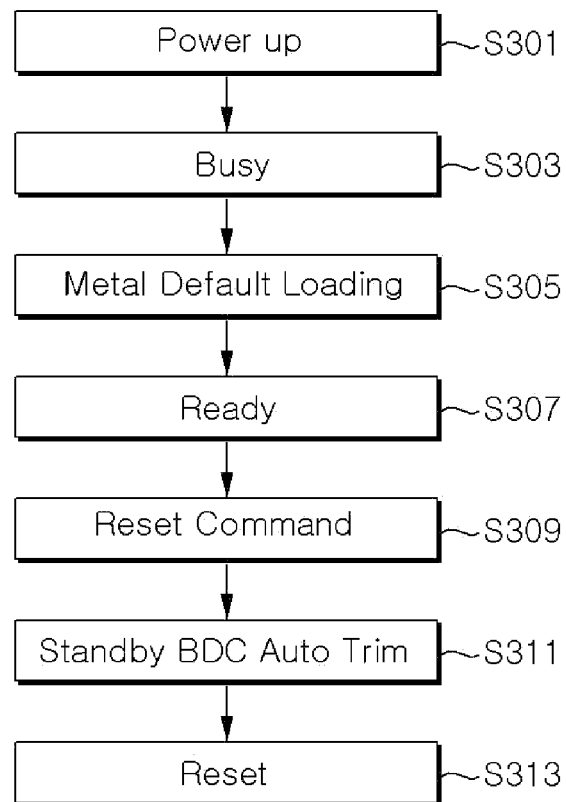 Power up S301
Busy S303
Metal Default Loading S305
Ready S307
Reset Command S309
Standby BDC Auto Trim S311
Reset S313